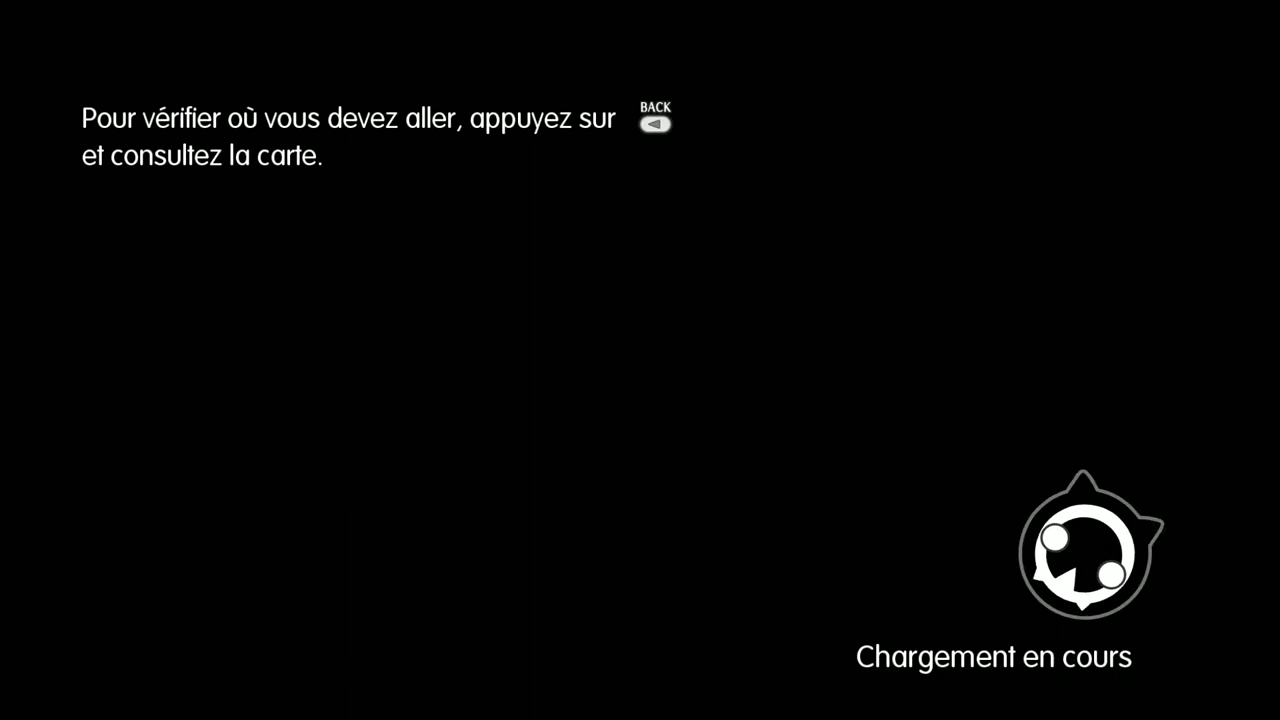 Pour vérifier où vous devez aller, appuyez sur BACK
et consultez la carte.
Chargement en cours